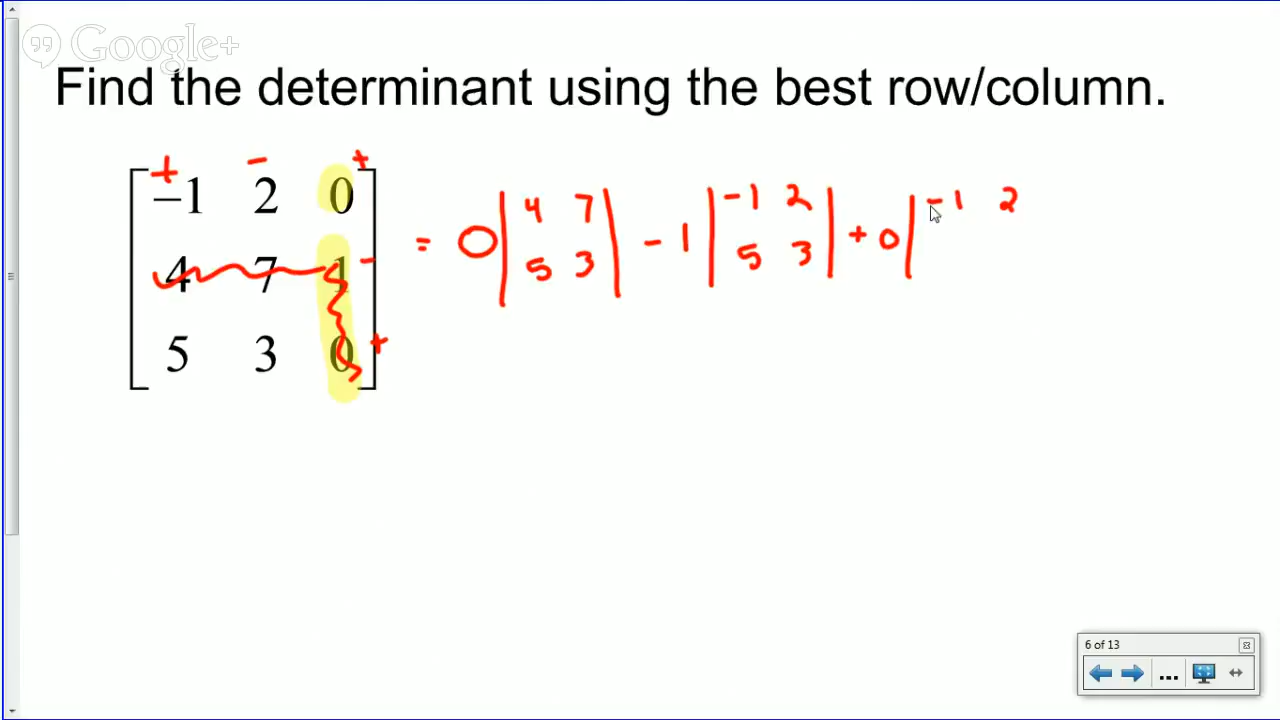 Google+
Find the determinant using the best row/column.
+ - +
-1 2 0 = 0 | 4 7 | - 1 | -1 2 | + 0 | -1 2
4 7 1 - | 5 3 | | 5 3 |
5 3 0 +
6 of 13
...